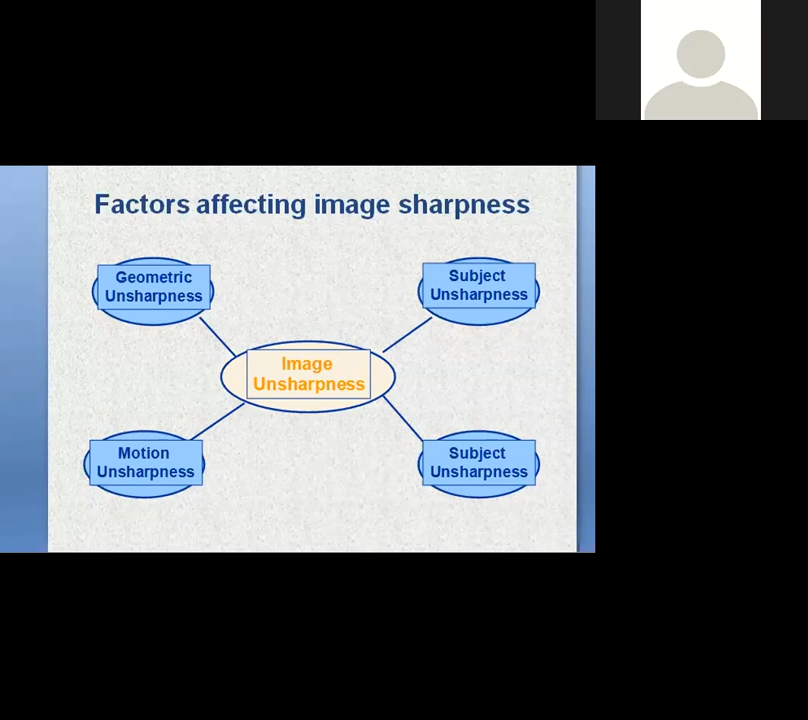 Factors affecting image sharpness
Geometric
Unsharpness
Subject
Unsharpness
Image
Unsharpness
Motion
Unsharpness
Subject
Unsharpness